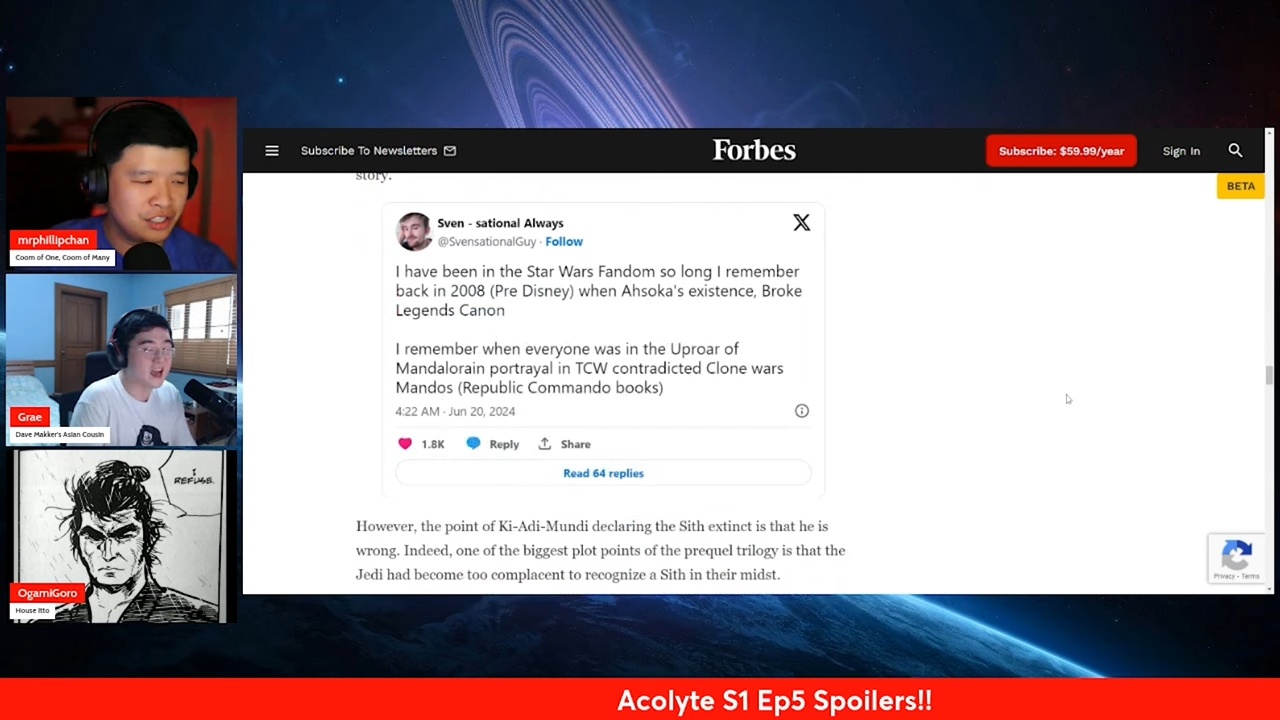 Subscribe To Newsletters
Forbes
Subscribe: $59.99/year
Sign In
BETA
story.
Sven - sational Always
@SvensationalGuy · Follow
I have been in the Star Wars Fandom so long I remember
back in 2008 (Pre Disney) when Ahsoka's existence, Broke
Legends Canon
I remember when everyone was in the Uproar of
Mandalorain portrayal in TCW contradicted Clone wars
Mandos (Republic Commando books)
4:22 AM · Jun 20, 2024
1.8K
Reply
Share
Read 64 replies
However, the point of Ki-Adi-Mundi declaring the Sith extinct is that he is
wrong. Indeed, one of the biggest plot points of the prequel trilogy is that the
Jedi had become too complacent to recognize a Sith in their midst.
Privacy - Terms
mrphillipchan
Coom of One, Coom of Many
Grae
Dave Makker's Asian Cousin
I
REFUSE.
OgamiGoro
House Itto
Acolyte S1 Ep5 Spoilers!!